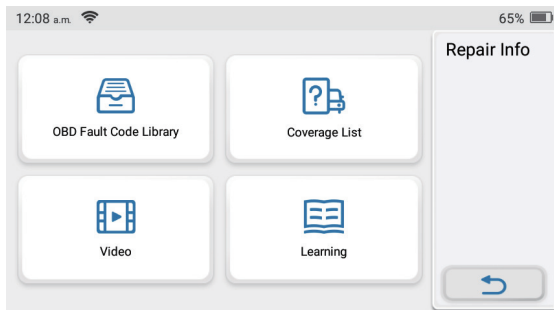 12:08 a.m.
65%
Repair Info
OBD Fault Code Library
Coverage List
Video
Learning